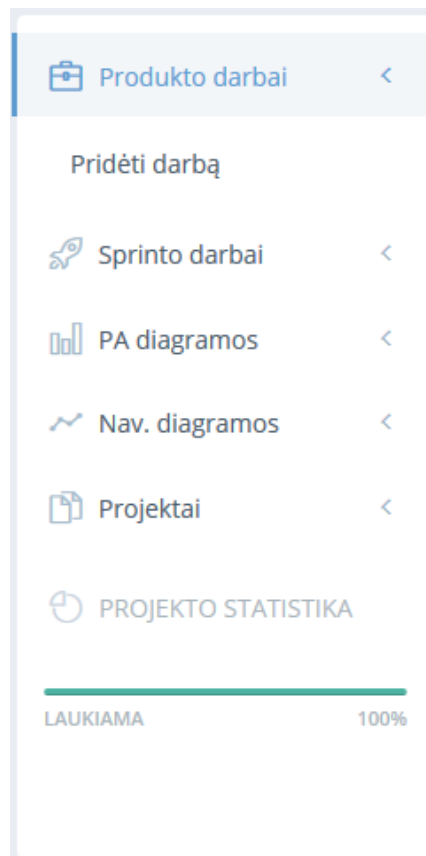 Produkto darbai
Pridėti darbą
Sprinto darbai
PA diagramos
Nav. diagramos
Projektai
PROJEKTO STATISTIKA
LAUKIAMA 100%